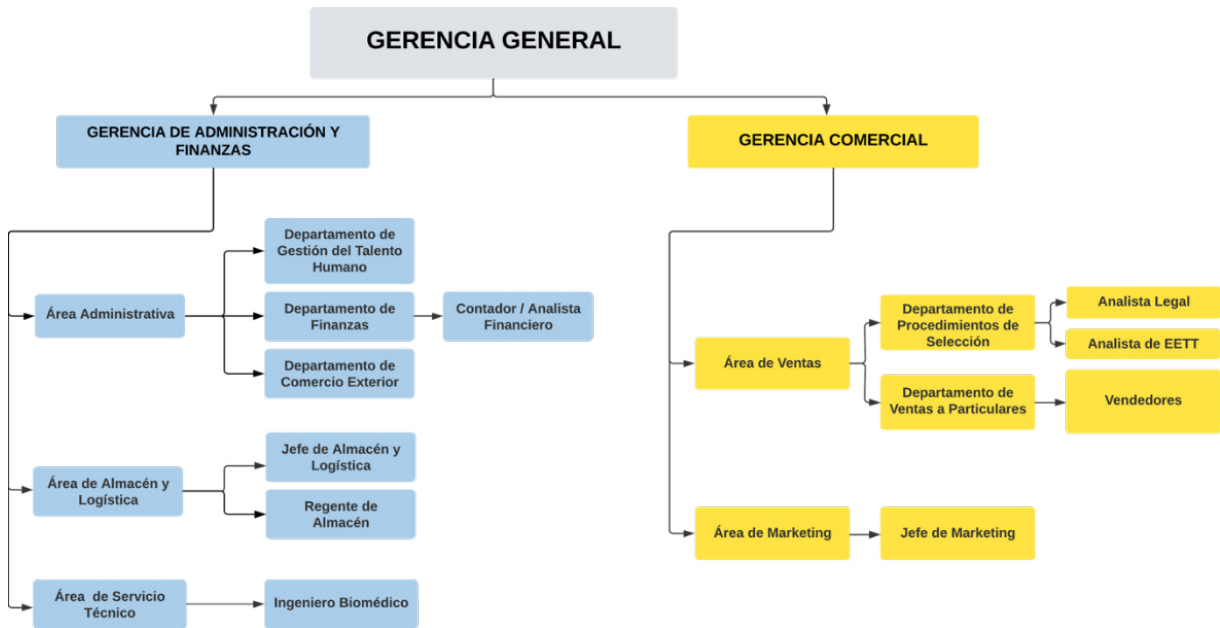 GERENCIA GENERAL
GERENCIA DE ADMINISTRACIÓN Y
FINANZAS
GERENCIA COMERCIAL
Área Administrativa
Departamento de
Gestión del Talento
Humano
Departamento de
Finanzas
Contador / Analista
Financiero
Departamento de
Comercio Exterior
Área de Almacén y
Logística
Jefe de Almacén y
Logística
Regente de
Almacén
Área de Servicio
Técnico
Ingeniero Biomédico
Área de Ventas
Departamento de
Procedimientos de
Selección
Analista Legal
Analista de EETT
Departamento de
Ventas a Particulares
Vendedores
Área de Marketing
Jefe de Marketing